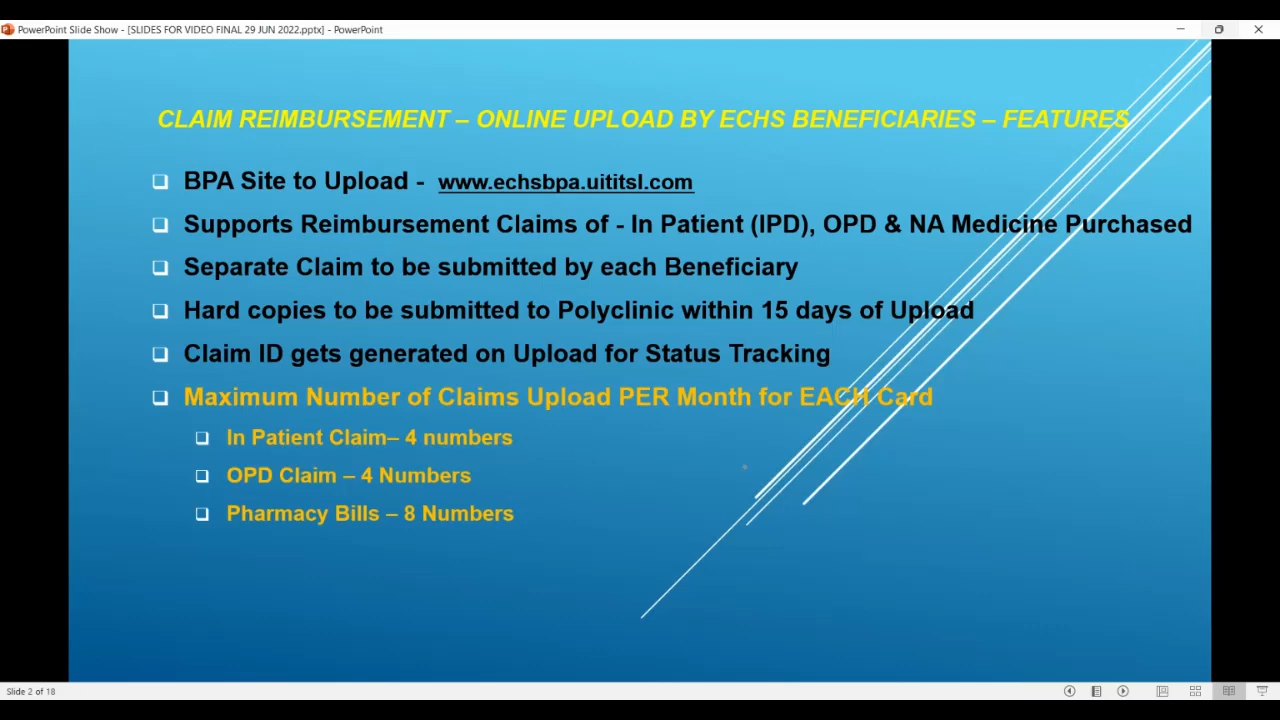 PowerPoint Slide Show - [SLIDES FOR VIDEO FINAL 29 JUN 2022.pptx] - PowerPoint
CLAIM REIMBURSEMENT – ONLINE UPLOAD BY ECHS BENEFICIARIES – FEATURES
BPA Site to Upload - www.echsbpa.uititsl.com
Supports Reimbursement Claims of - In Patient (IPD), OPD & NA Medicine Purchased
Separate Claim to be submitted by each Beneficiary
Hard copies to be submitted to Polyclinic within 15 days of Upload
Claim ID gets generated on Upload for Status Tracking
Maximum Number of Claims Upload PER Month for EACH Card
In Patient Claim– 4 numbers
OPD Claim – 4 Numbers
Pharmacy Bills – 8 Numbers
Slide 2 of 18